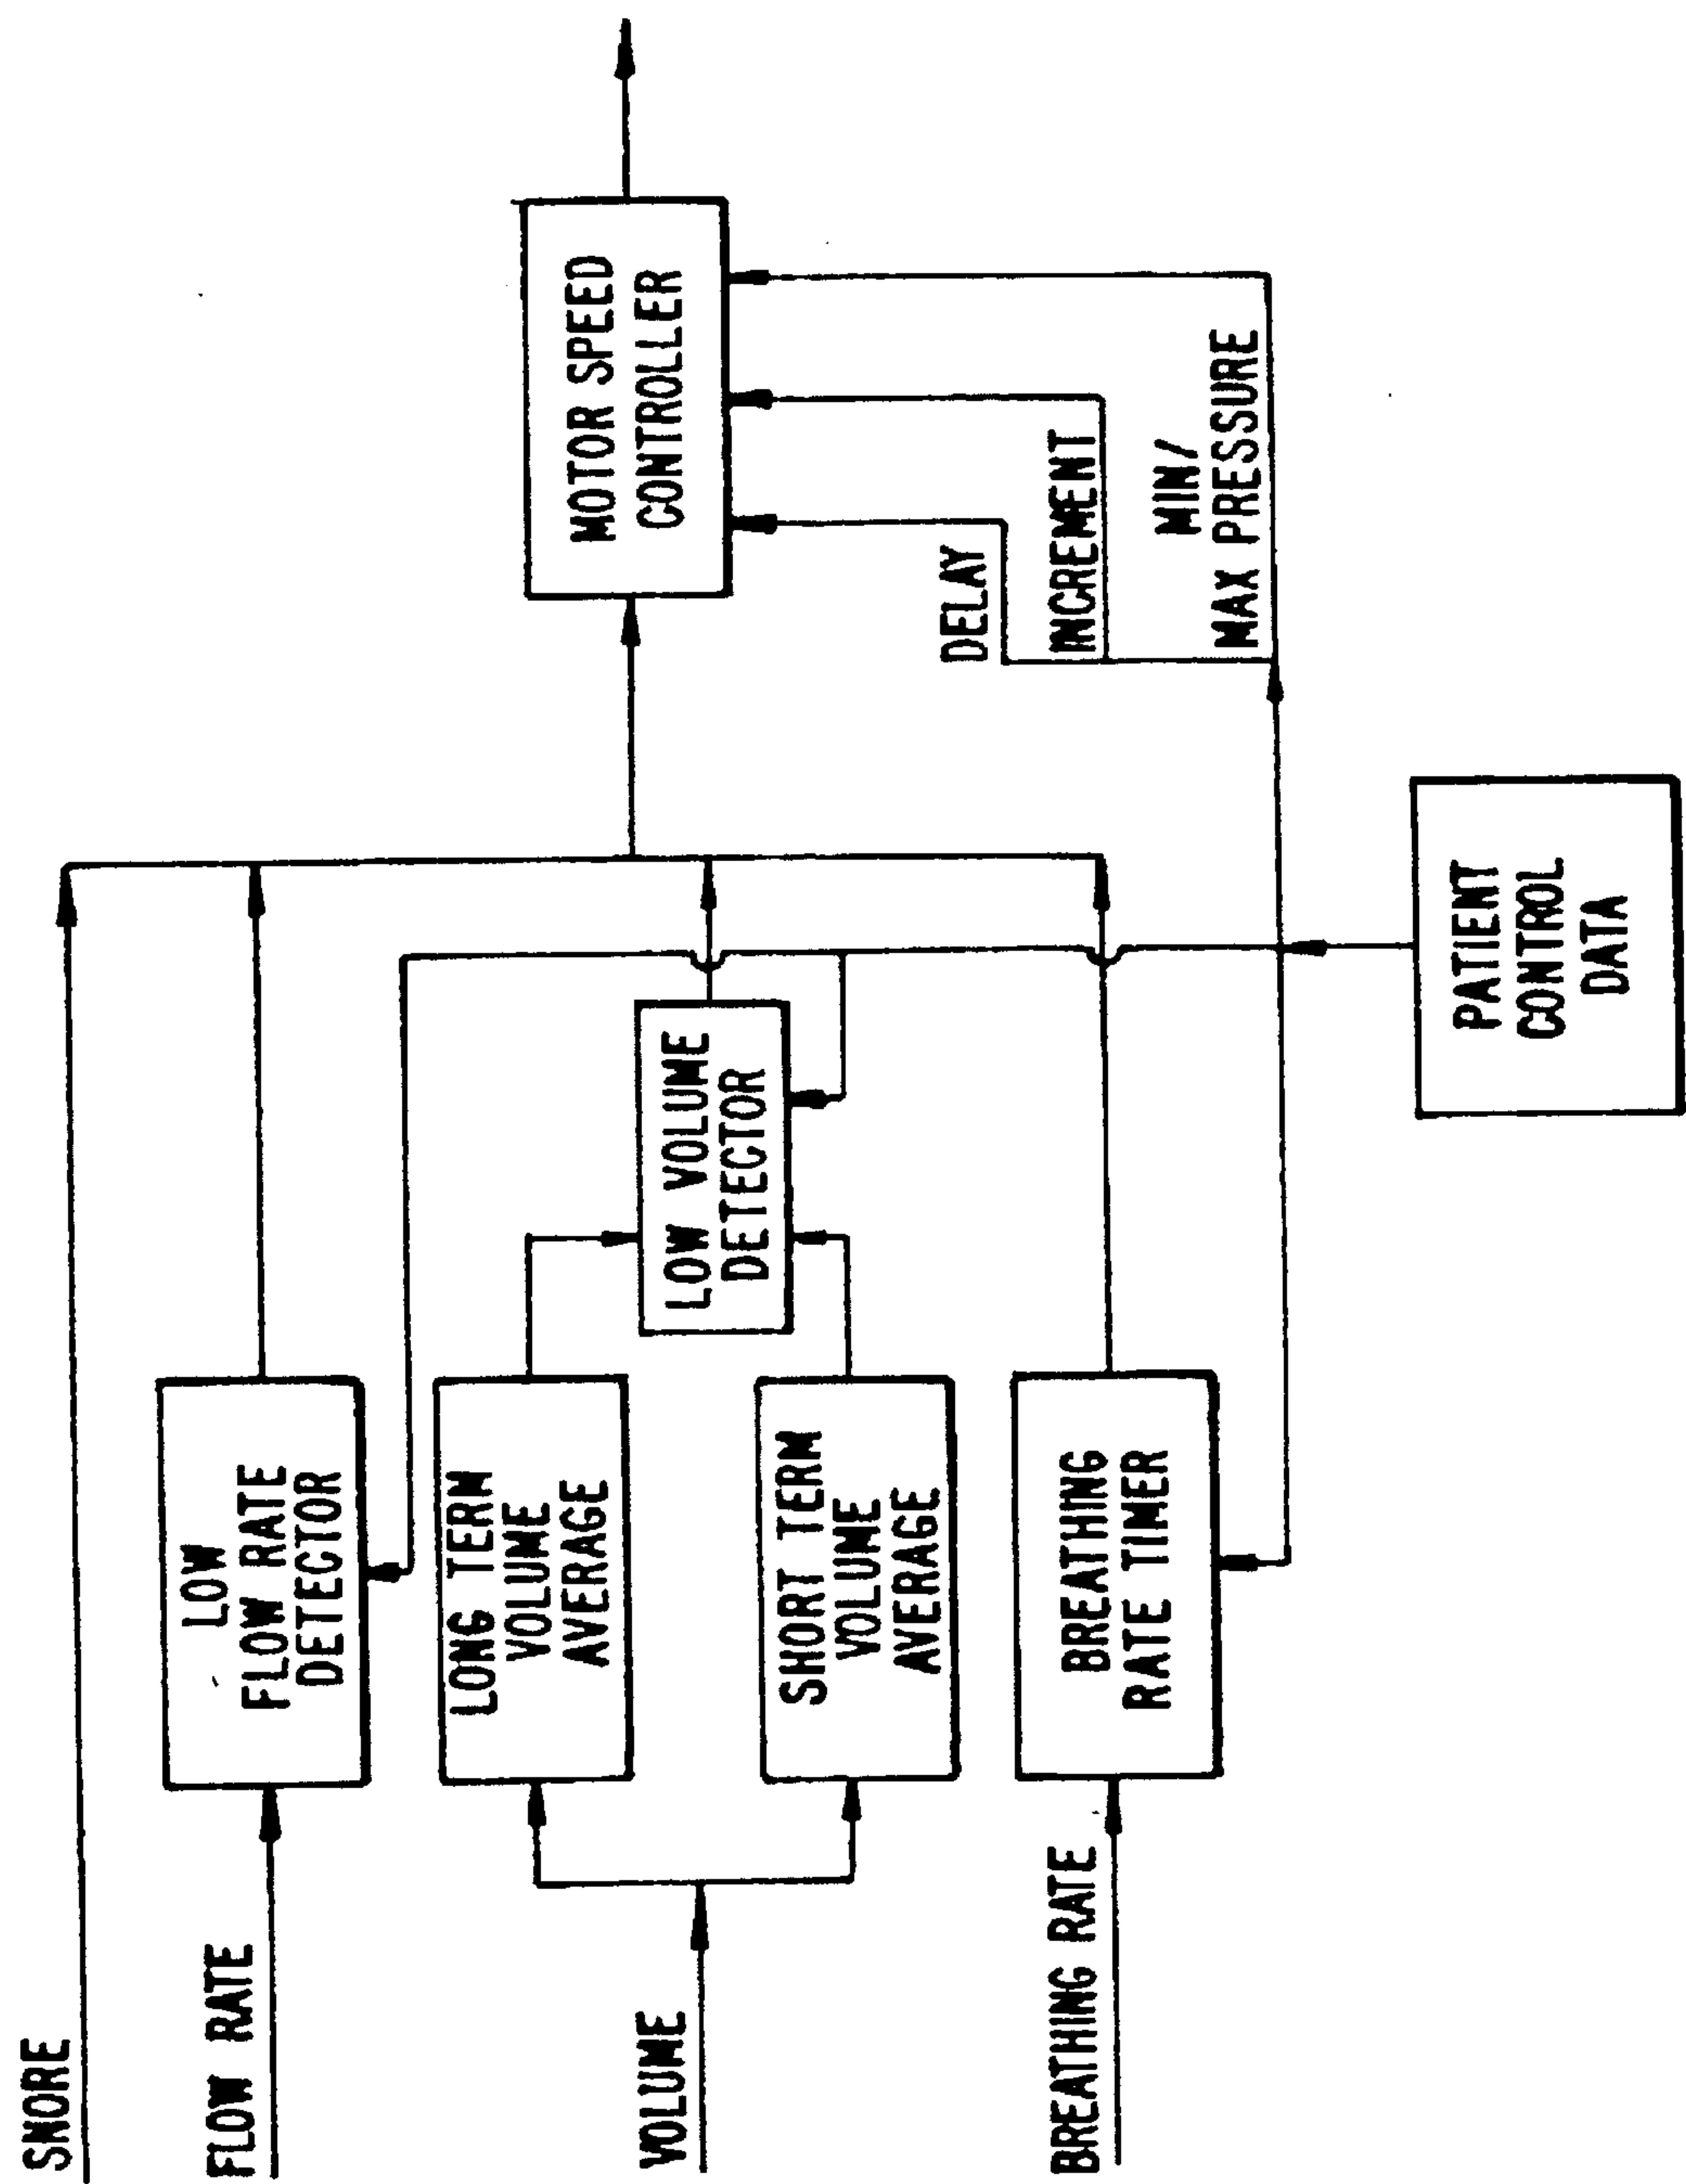 SNORE
FLOW RATE
VOLUME
BREATHING RATE
LOW
FLOW RATE
DETECTOR
LONG TERM
VOLUME
AVERAGE
SHORT TERM
VOLUME
AVERAGE
BREATHING
RATE TIMER
LOW VOLUME
DETECTOR
PATIENT
CONTROL
DATA
DELAY
INCREMENT
MIN/
MAX PRESSURE
MOTOR SPEED
CONTROLLER